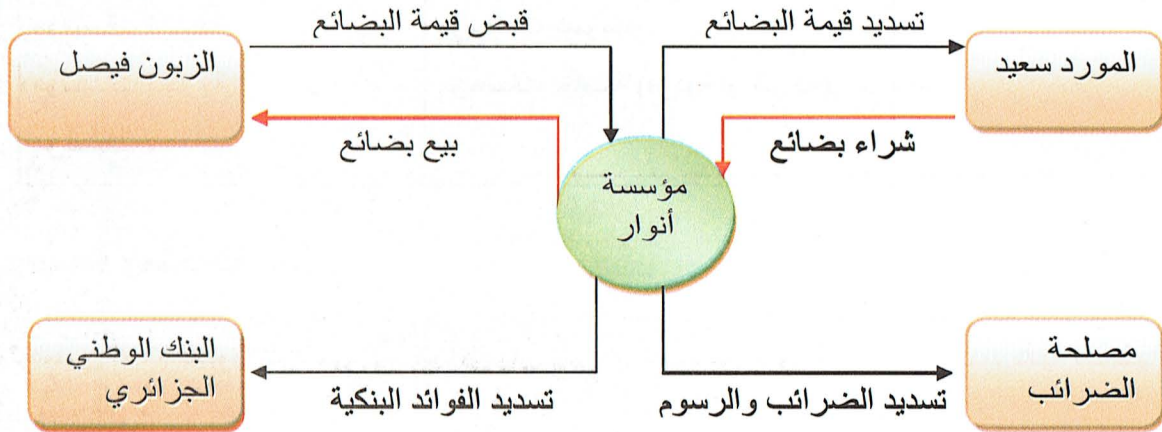 تسديد قيمة البضائع
قبض قيمة البضائع
المورد سعيد
الزبون فيصل
شراء بضائع
بيع بضائع
مؤسسة
أنوار
مصلحة
الضرائب
البنك الوطني
الجزائري
تسديد الضرائب والرسوم
تسديد الفوائد البنكية